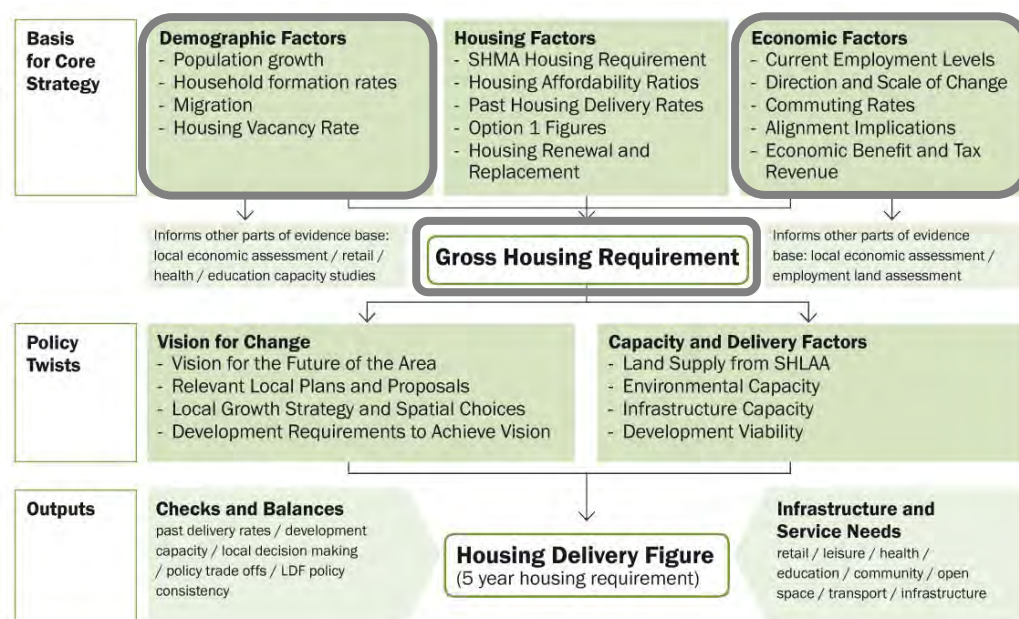 Basis
for Core
Strategy
Demographic Factors
- Population growth
- Household formation rates
- Migration
- Housing Vacancy Rate
Housing Factors
- SHMA Housing Requirement
- Housing Affordability Ratios
- Past Housing Delivery Rates
- Option 1 Figures
- Housing Renewal and
Replacement
Economic Factors
- Current Employment Levels
- Direction and Scale of Change
- Commuting Rates
- Alignment Implications
- Economic Benefit and Tax
Revenue
Informs other parts of evidence base:
local economic assessment / retail /
health / education capacity studies
Gross Housing Requirement
Informs other parts of evidence
base: local economic assessment /
employment land assessment
Policy
Twists
Vision for Change
- Vision for the Future of the Area
- Relevant Local Plans and Proposals
- Local Growth Strategy and Spatial Choices
- Development Requirements to Achieve Vision
Capacity and Delivery Factors
- Land Supply from SHLAA
- Environmental Capacity
- Infrastructure Capacity
- Development Viability
Outputs
Checks and Balances
past delivery rates / development
capacity / local decision making
/ policy trade offs / LDF policy
consistency
Housing Delivery Figure
(5 year housing requirement)
Infrastructure and
Service Needs
retail / leisure / health /
education / community / open
space / transport / infrastructure